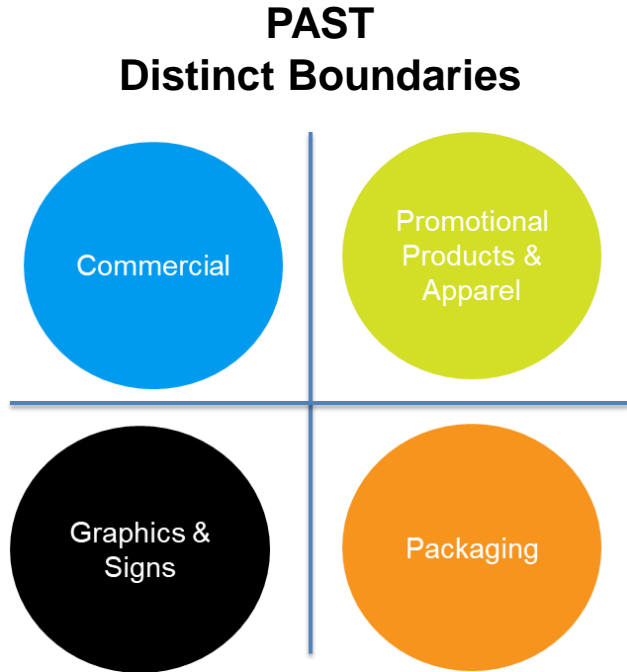 PAST
Distinct Boundaries
Commercial
Promotional
Products &
Apparel
Graphics &
Signs
Packaging